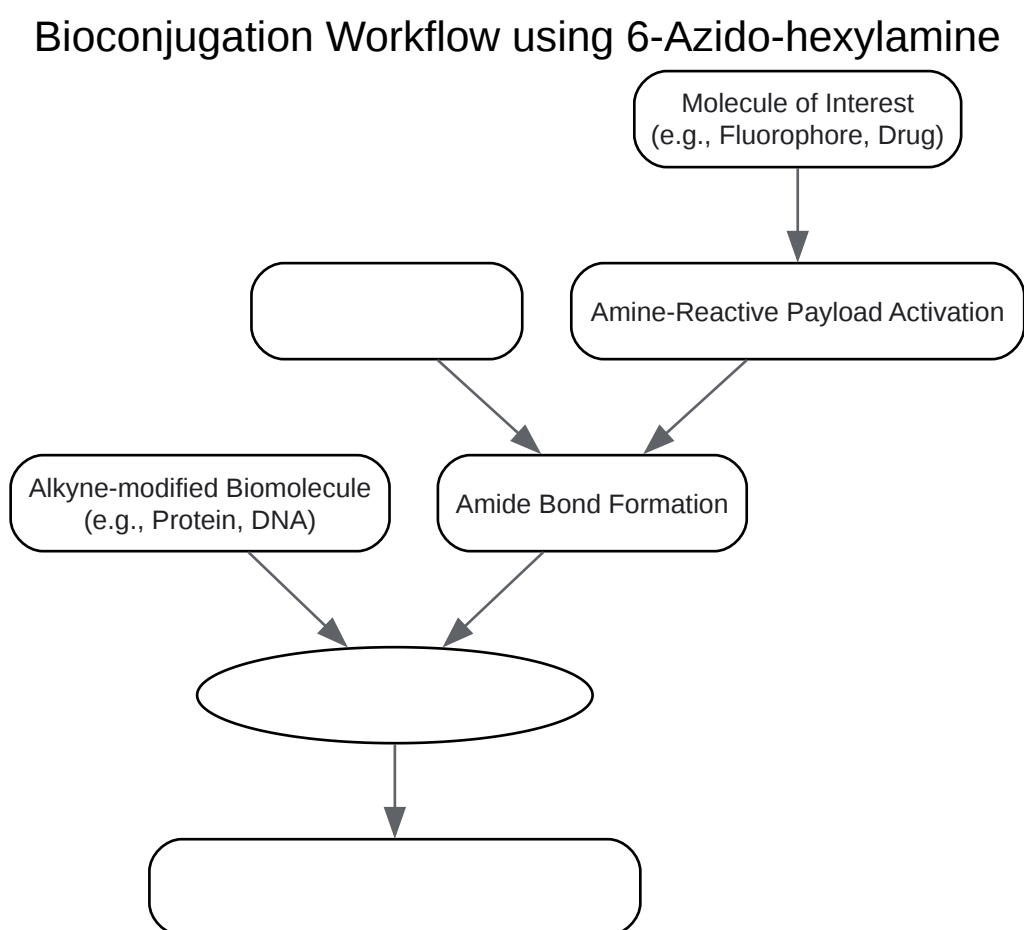 Bioconjugation Workflow using 6-Azido-hexylamine
Molecule of Interest
(e.g., Fluorophore, Drug)
Amine-Reactive Payload Activation
Alkyne-modified Biomolecule
(e.g., Protein, DNA)
Amide Bond Formation